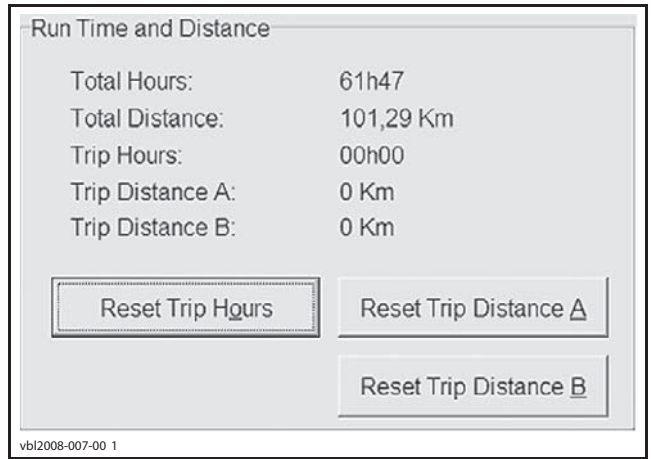 Run Time and Distance
Total Hours: 61h47
Total Distance: 101,29 Km
Trip Hours: 00h00
Trip Distance A: 0 Km
Trip Distance B: 0 Km
Reset Trip Hours Reset Trip Distance A
Reset Trip Distance B
vbl2008-007-00 1